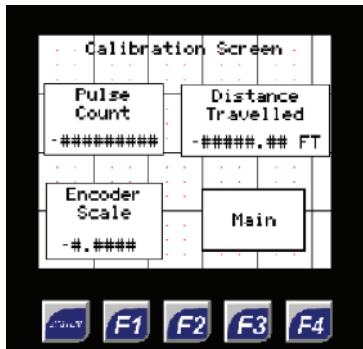 Calibration Screen
Pulse
Count
-#########
Distance
Travelled
-#####.## FT
Encoder
Scale
-#.####
Main
F1 F2 F3 F4